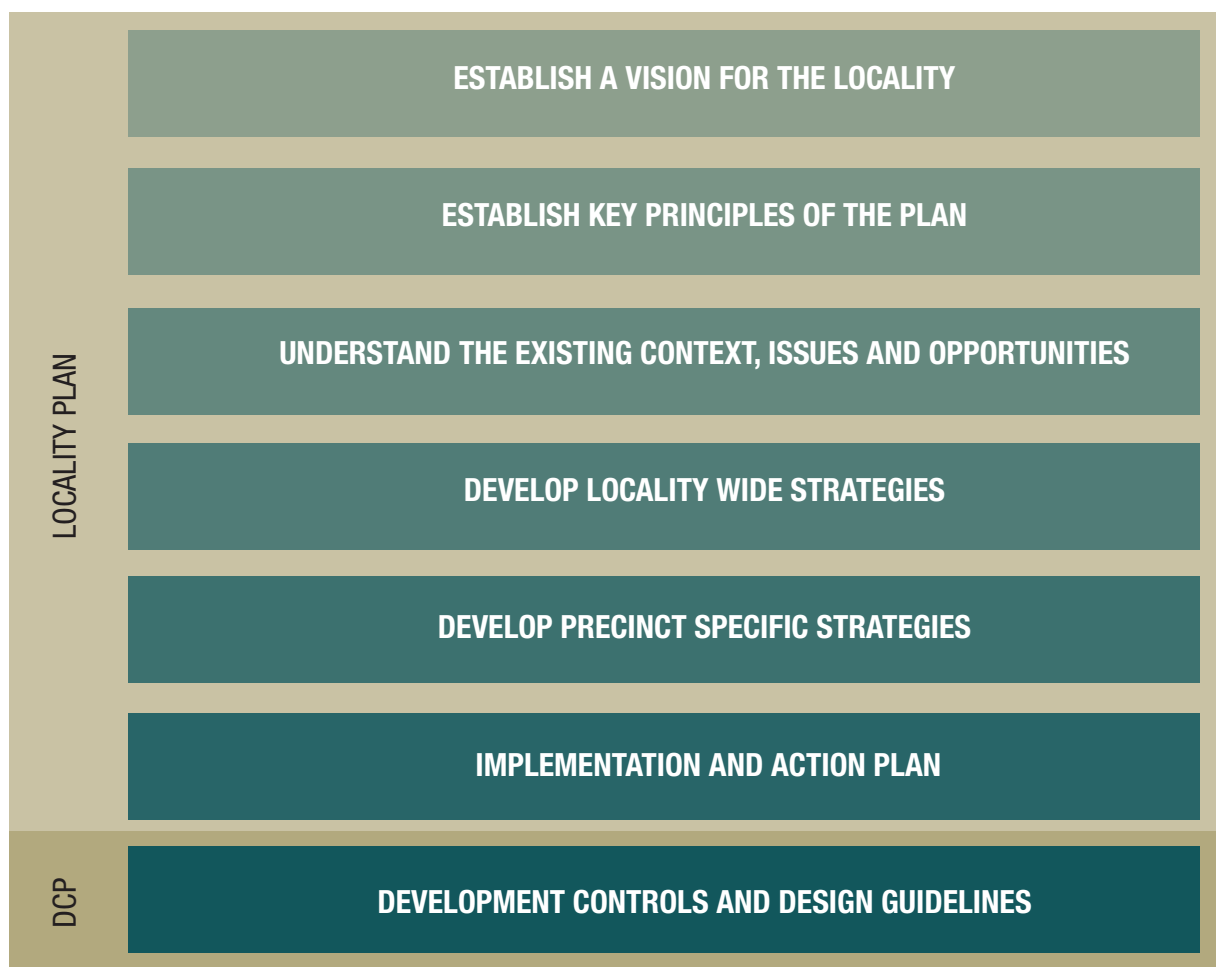 ESTABLISH A VISION FOR THE LOCALITY
ESTABLISH KEY PRINCIPLES OF THE PLAN
UNDERSTAND THE EXISTING CONTEXT, ISSUES AND OPPORTUNITIES
DEVELOP LOCALITY WIDE STRATEGIES
DEVELOP PRECINCT SPECIFIC STRATEGIES
IMPLEMENTATION AND ACTION PLAN
LOCALITY PLAN
DEVELOPMENT CONTROLS AND DESIGN GUIDELINES
DCP